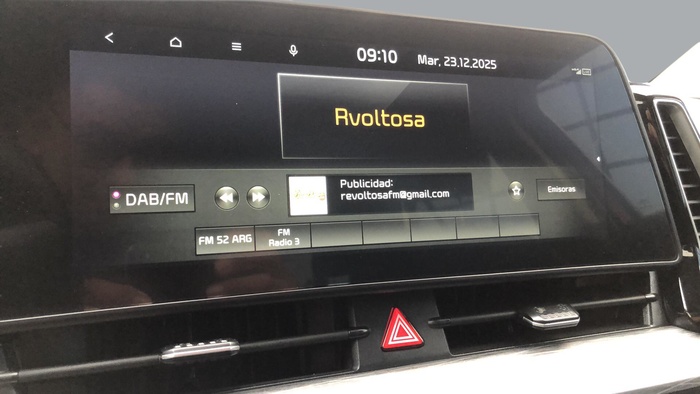 09:10
Mar, 23.12.2025
Rvoltosa
DAB/FM
Publicidad:
revoltosafm@gmail.com
Emisoras
FM 52 ARG
FM
Radio 3